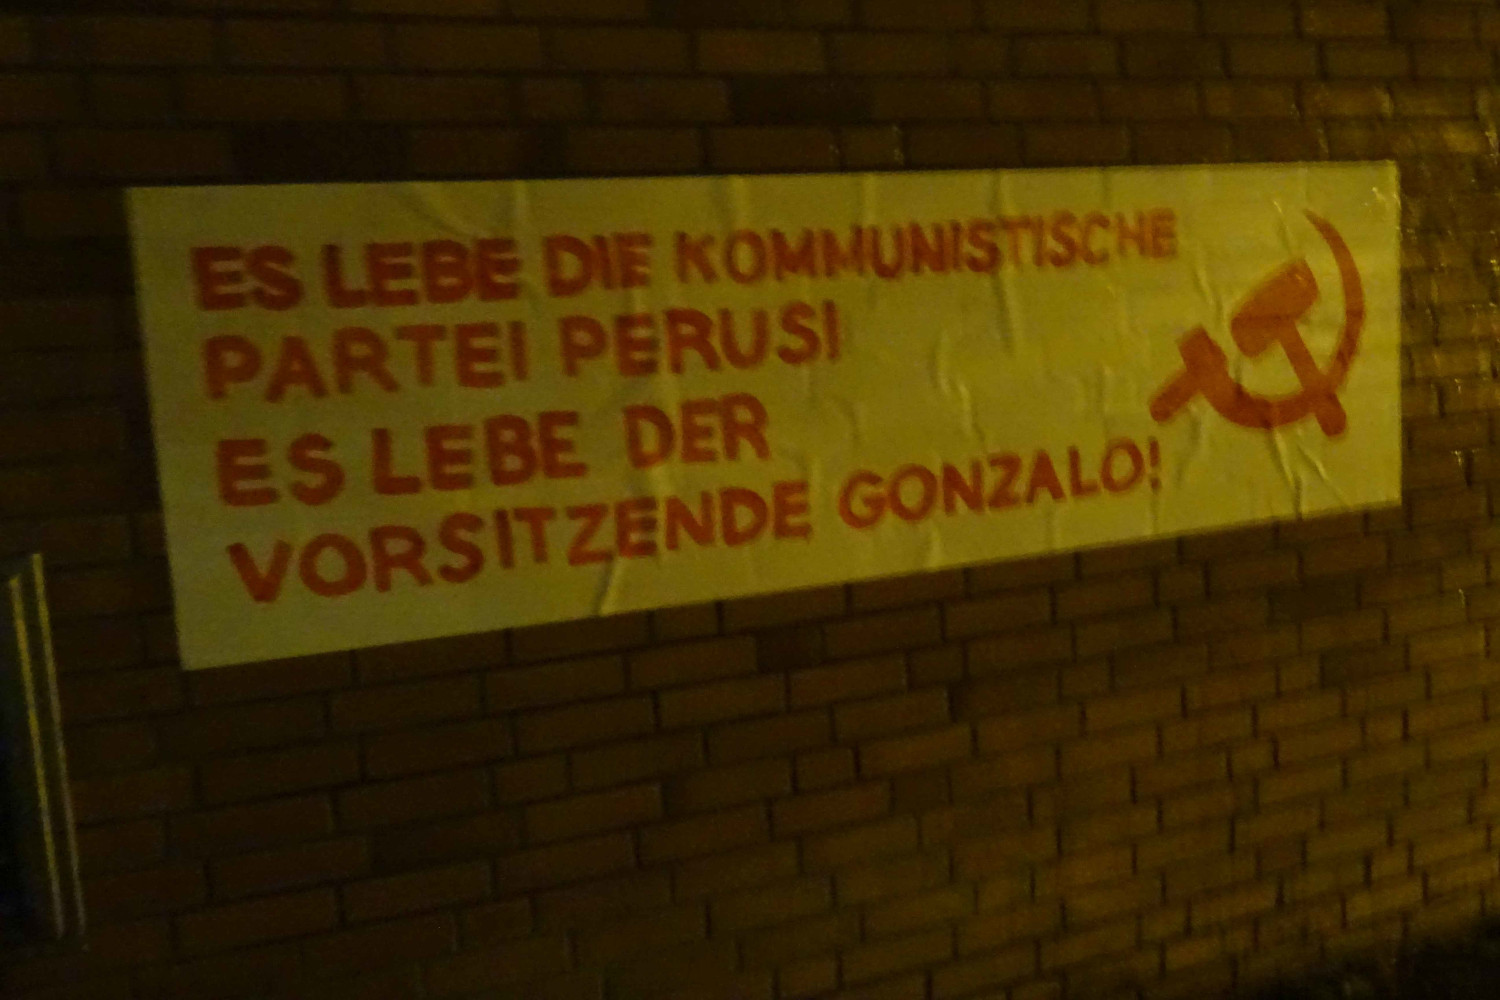 ES LEBE DIE KOMMUNISTISCHE
PARTEI PERUS!
ES LEBE DER
VORSITZENDE GONZALO!